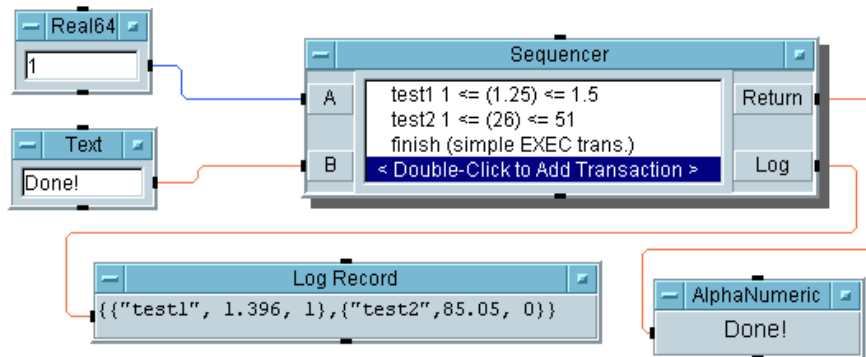 Real64
1
Sequencer
A
test1 1 <= (1.25) <= 1.5
Return
test2 1 <= (26) <= 51
Text
finish (simple EXEC trans.)
Done!
B
< Double-Click to Add Transaction >
Log
Log Record
{{"test1", 1.396, 1},{"test2",85.05, 0}}
AlphaNumeric
Done!